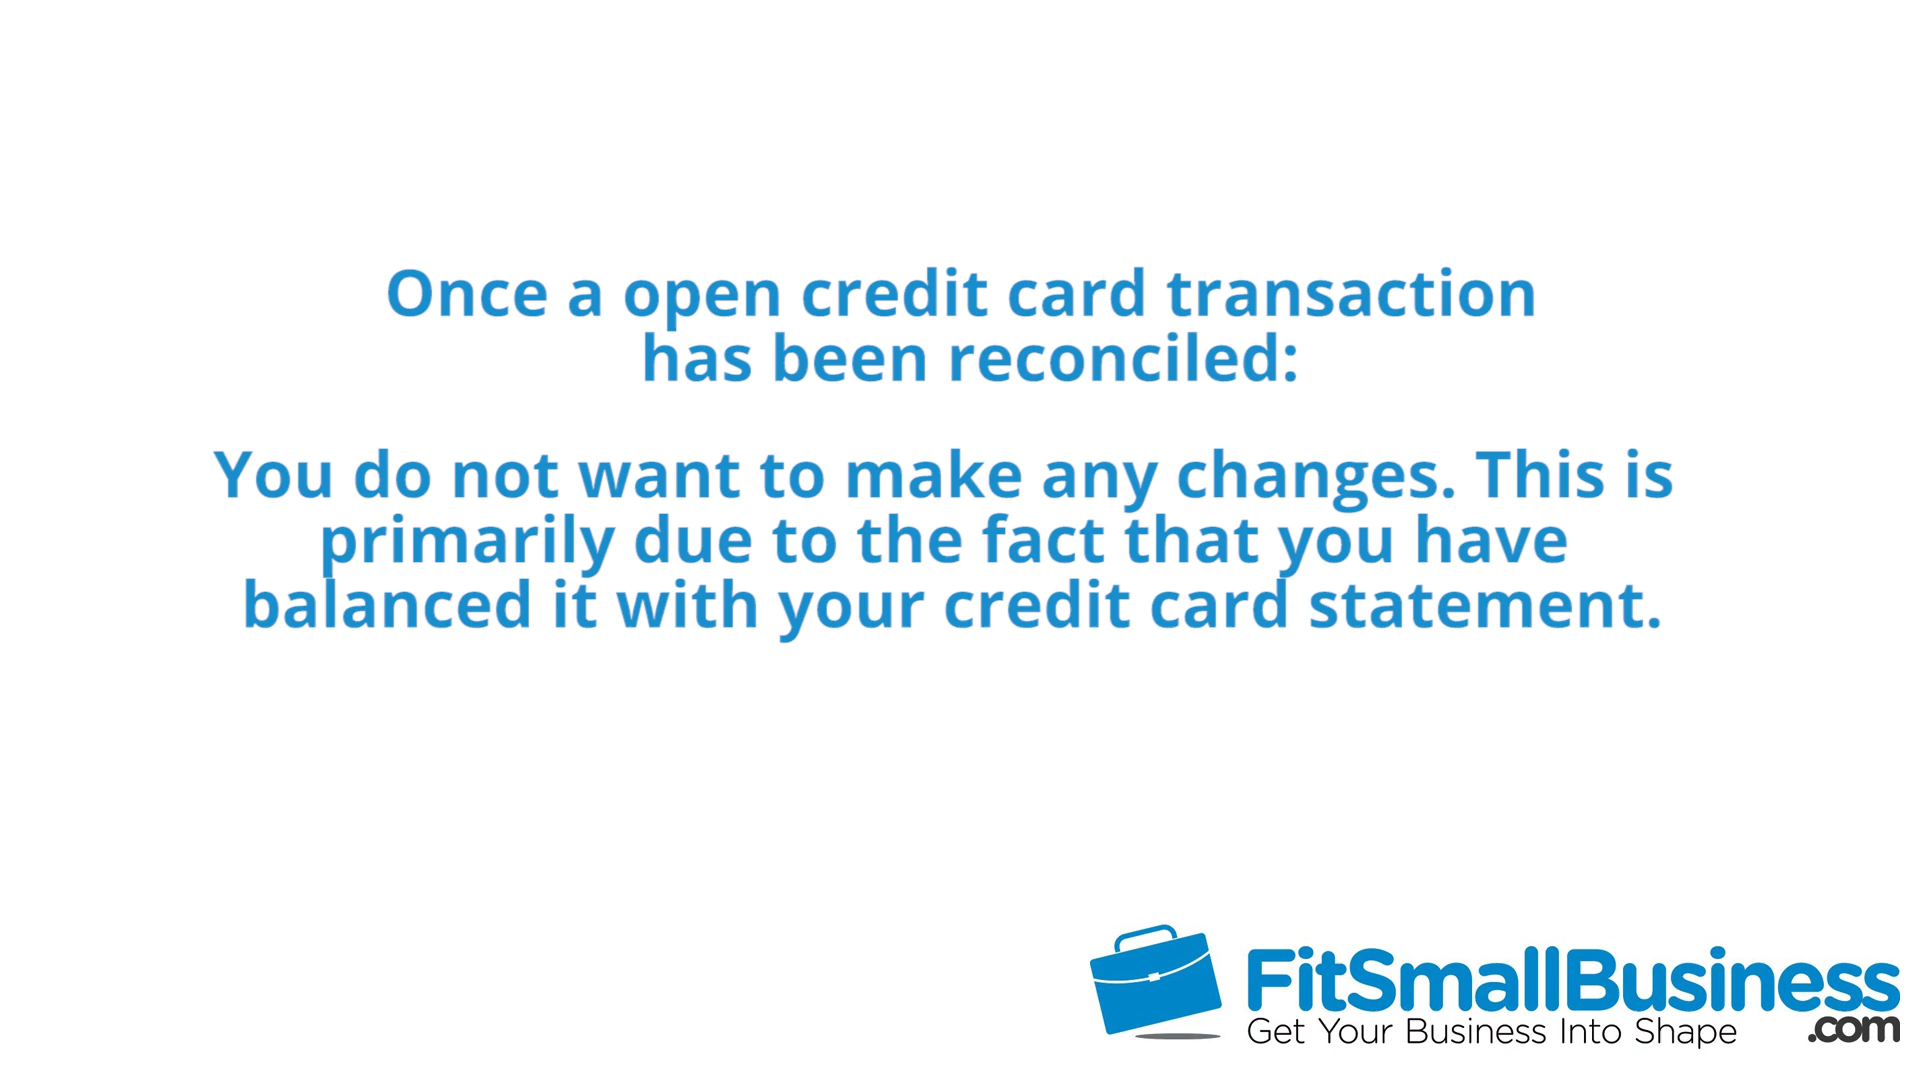 Once a open credit card transaction
has been reconciled:
You do not want to make any changes. This is
primarily due to the fact that you have
balanced it with your credit card statement.
FitSmallBusiness
Get Your Business Into Shape .com